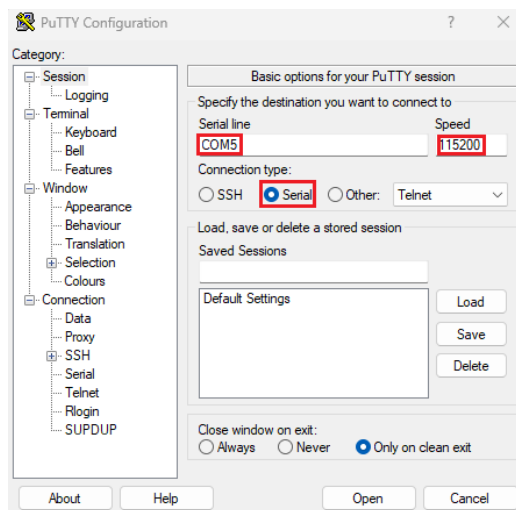 PuTTY Configuration
?
Category:
Session
Logging
Terminal
Keyboard
Bell
Features
Window
Appearance
Behaviour
Translation
Selection
Colours
Connection
Data
Proxy
SSH
Serial
Telnet
Rlogin
SUPDUP
Basic options for your PuTTY session
Specify the destination you want to connect to
Serial line Speed
COM5 115200
Connection type:
SSH Serial Other: Telnet
Load, save or delete a stored session
Saved Sessions
Default Settings
Load
Save
Delete
Close window on exit:
Always Never Only on clean exit
About Help Open Cancel